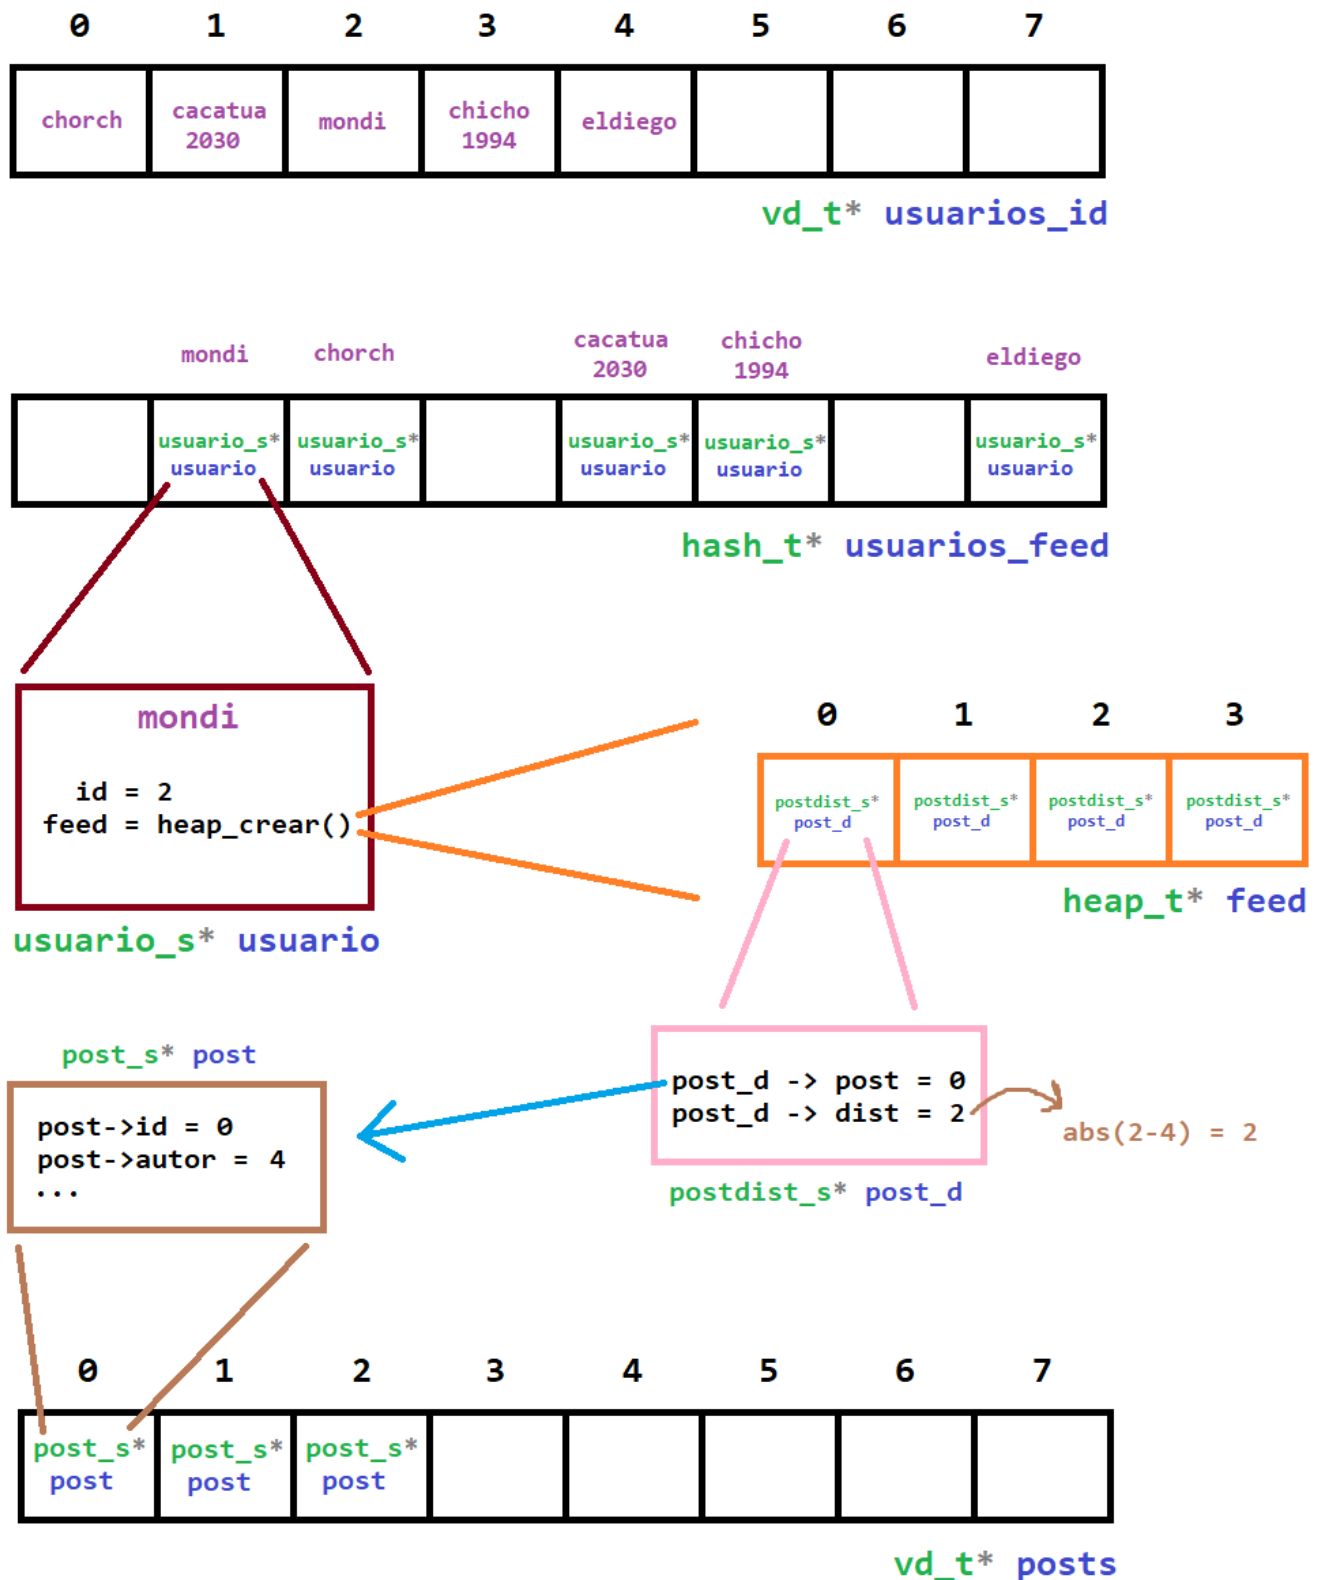 0 1 2 3 4 5 6 7
chorch
cacatua
2030
mondi
chicho
1994
eldiego
vd_t* usuarios_id
mondi
chorch
cacatua
2030
chicho
1994
eldiego
usuario_s*
usuario
usuario_s*
usuario
usuario_s*
usuario
usuario_s*
usuario
usuario_s*
usuario
hash_t* usuarios_feed
mondi
id = 2
feed = heap_crear()
usuario_s* usuario
0 1 2 3
postdist_s*
post_d
postdist_s*
post_d
postdist_s*
post_d
postdist_s*
post_d
heap_t* feed
post_d -> post = 0
post_d -> dist = 2
abs(2-4) = 2
postdist_s* post_d
post_s* post
post->id = 0
post->autor = 4
...
0 1 2 3 4 5 6 7
post_s*
post
post_s*
post
post_s*
post
vd_t* posts